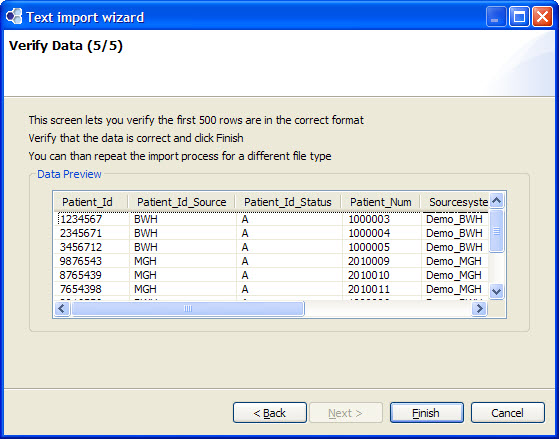 Text import wizard
Verify Data (5/5)
This screen lets you verify the first 500 rows are in the correct format
Verify that the data is correct and click Finish
You can than repeat the import process for a different file type
Data Preview
Patient_Id Patient_Id_Source Patient_Id_Status Patient_Num Sourcesyste
1234567 BWH A 1000003 Demo_BWH
2345671 BWH A 1000004 Demo_BWH
3456712 BWH A 1000005 Demo_BWH
9876543 MGH A 2010009 Demo_MGH
8765439 MGH A 2010010 Demo_MGH
7654398 MGH A 2010011 Demo_MGH
< Back Next > Finish Cancel